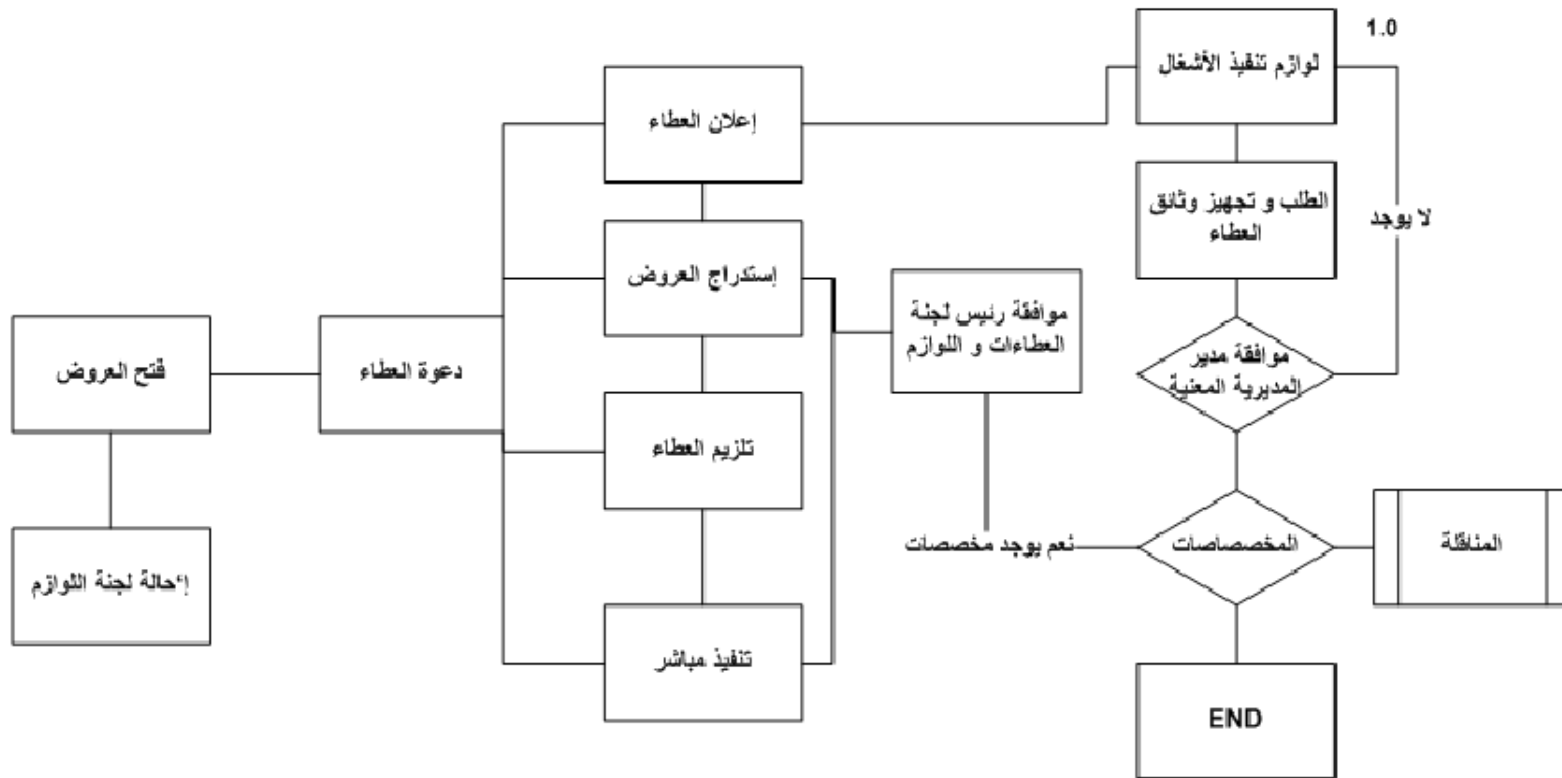 1.0
لوازم تنفيذ الأشغال
الطلب و تجهيز وثائق
العطاء
لا يوجد
موافقة مدير
المديرية المعنية
المخصصاصات
المناقلة
END
نعم يوجد مخصصات
موافقة رئيس لجنة
العطاءات و اللوازم
إعلان العطاء
إستدراج العروض
تلزيم العطاء
تنفيذ مباشر
دعوة العطاء
فتح العروض
إحالة لجنة اللوازم